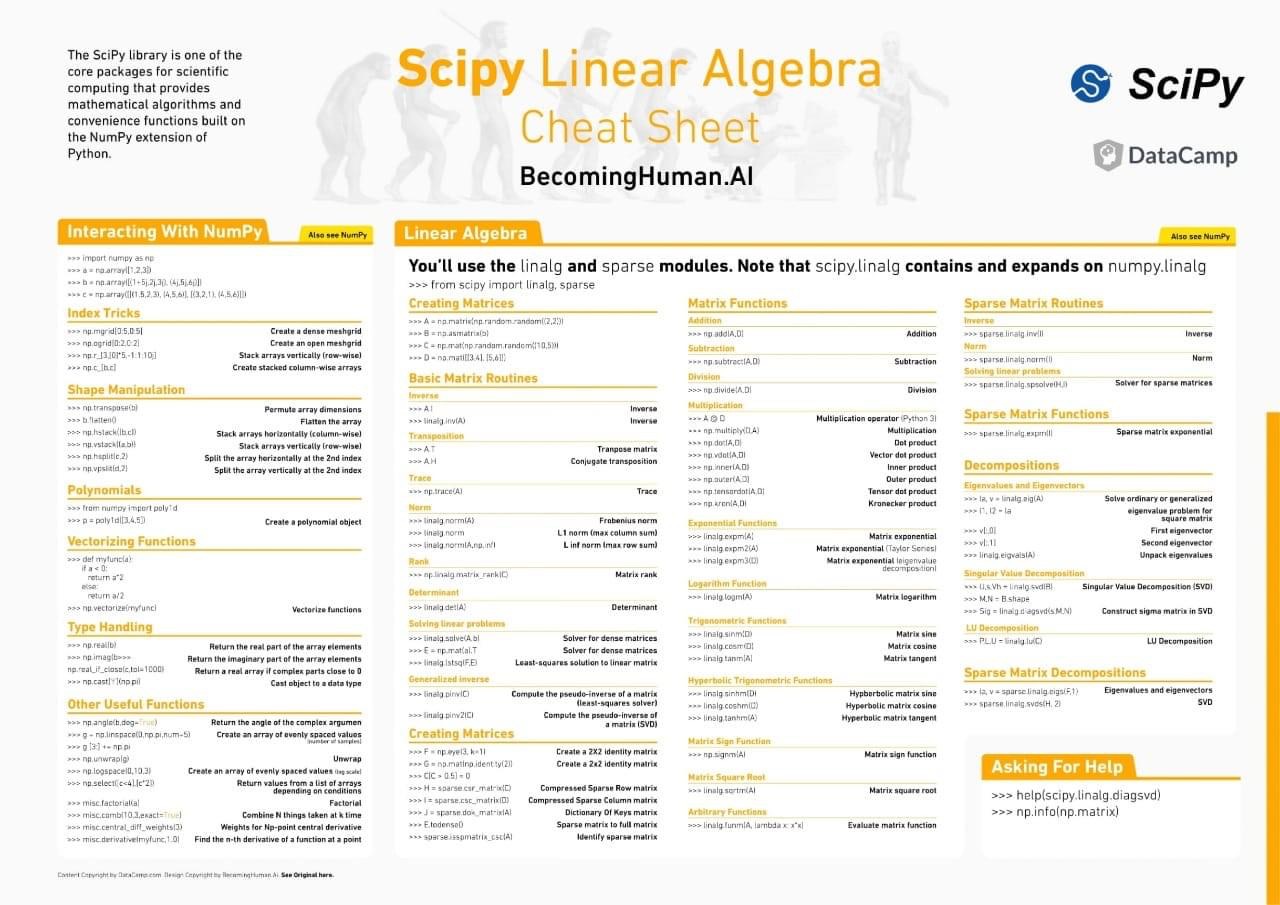 The SciPy library is one of the
core packages for scientific
computing that provides
mathematical algorithms and
convenience functions built on
the NumPy extension of
Python.
Scipy Linear Algebra
Cheat Sheet
BecomingHuman.AI
SciPy
DataCamp
Interacting With NumPy
Also see NumPy
>>> import numpy as np
>>> a = np.array([1,2,3])
>>> b = np.array([(1+5j,2j,3j), (4j,5j,6j)])
>>> c = np.array([[(1.5,2,3), (4,5,6)], [(3,2,1), (4,5,6)]])
Index Tricks
>>> np.mgrid[0:5,0:5] Create a dense meshgrid
>>> np.ogrid[0:2,0:2] Create an open meshgrid
>>> np.r_[3,[0]*5,-1:1:10j] Stack arrays vertically (row-wise)
>>> np.c_[b,c] Create stacked column-wise arrays
Shape Manipulation
>>> np.transpose(b) Permute array dimensions
>>> b.flatten() Flatten the array
>>> np.hstack((b,c)) Stack arrays horizontally (column-wise)
>>> np.vstack((a,b)) Stack arrays vertically (row-wise)
>>> np.hsplit(c,2) Split the array horizontally at the 2nd index
>>> np.vpslit(d,2) Split the array vertically at the 2nd index
Polynomials
>>> from numpy import poly1d
>>> p = poly1d([3,4,5]) Create a polynomial object
Vectorizing Functions
>>> def myfunc(a):
if a < 0:
return a*2
else:
return a/2
>>> np.vectorize(myfunc) Vectorize functions
Type Handling
>>> np.real(b) Return the real part of the array elements
>>> np.imag(b>>> Return the imaginary part of the array elements
np.real_if_close(c,tol=1000) Return a real array if complex parts close to 0
>>> np.cast['f'](np.pi) Cast object to a data type
Other Useful Functions
>>> np.angle(b,deg=True) Return the angle of the complex argumen
>>> g = np.linspace(0,np.pi,num=5) Create an array of evenly spaced values
(number of samples)
>>> g [3:] += np.pi
>>> np.unwrap(g) Unwrap
>>> np.logspace(0,10,3) Create an array of evenly spaced values (log scale)
>>> np.select([c<4],[c*2]) Return values from a list of arrays
depending on conditions
>>> misc.factorial(a) Factorial
>>> misc.comb(10,3,exact=True) Combine N things taken at k time
>>> misc.central_diff_weights(3) Weights for Np-point central derivative
>>> misc.derivative(myfunc,1.0) Find the n-th derivative of a function at a point
Linear Algebra
Also see NumPy
You'll use the linalg and sparse modules. Note that scipy.linalg contains and expands on numpy.linalg
>>> from scipy import linalg, sparse
Creating Matrices
>>> A = np.matrix(np.random.random((2,2)))
>>> B = np.asmatrix(b)
>>> C = np.mat(np.random.random((10,5)))
>>> D = np.mat([[3,4], [5,6]])
Basic Matrix Routines
Inverse
>>> A.I Inverse
>>> linalg.inv(A) Inverse
Transposition
>>> A.T Tranpose matrix
>>> A.H Conjugate transposition
Trace
>>> np.trace(A) Trace
Norm
>>> linalg.norm(A) Frobenius norm
>>> linalg.norm L1 norm (max column sum)
>>> linalg.norm(A,np.inf) L inf norm (max row sum)
Rank
>>> np.linalg.matrix_rank(C) Matrix rank
Determinant
>>> linalg.det(A) Determinant
Solving linear problems
>>> linalg.solve(A,b) Solver for dense matrices
>>> E = np.mat(a).T Solver for dense matrices
>>> linalg.lstsq(F,E) Least-squares solution to linear matrix
Generalized inverse
>>> linalg.pinv(C) Compute the pseudo-inverse of a matrix
(least-squares solver)
>>> linalg.pinv2(C) Compute the pseudo-inverse of
a matrix (SVD)
Creating Matrices
>>> F = np.eye(3, k=1) Create a 2X2 identity matrix
>>> G = np.mat(np.identity(2)) Create a 2x2 identity matrix
>>> C[C > 0.5] = 0
>>> H = sparse.csr_matrix(C) Compressed Sparse Row matrix
>>> I = sparse.csc_matrix(D) Compressed Sparse Column matrix
>>> J = sparse.dok_matrix(A) Dictionary Of Keys matrix
>>> E.todense() Sparse matrix to full matrix
>>> sparse.isspmatrix_csc(A) Identify sparse matrix
Matrix Functions
Addition
>>> np.add(A,D) Addition
Subtraction
>>> np.subtract(A,D) Subtraction
Division
>>> np.divide(A,D) Division
Multiplication
>>> A @ D Multiplication operator (Python 3)
>>> np.multiply(D,A) Multiplication
>>> np.dot(A,D) Dot product
>>> np.vdot(A,D) Vector dot product
>>> np.inner(A,D) Inner product
>>> np.outer(A,D) Outer product
>>> np.tensordot(A,D) Tensor dot product
>>> np.kron(A,D) Kronecker product
Exponential Functions
>>> linalg.expm(A) Matrix exponential
>>> linalg.expm2(A) Matrix exponential (Taylor Series)
>>> linalg.expm3(D) Matrix exponential (eigenvalue
decomposition)
Logarithm Function
>>> linalg.logm(A) Matrix logarithm
Trigonometric Functions
>>> linalg.sinm(D) Matrix sine
>>> linalg.cosm(D) Matrix cosine
>>> linalg.tanm(A) Matrix tangent
Hyperbolic Trigonometric Functions
>>> linalg.sinhm(D) Hypberbolic matrix sine
>>> linalg.coshm(D) Hyperbolic matrix cosine
>>> linalg.tanhm(A) Hyperbolic matrix tangent
Matrix Sign Function
>>> np.signm(A) Matrix sign function
Matrix Square Root
>>> linalg.sqrtm(A) Matrix square root
Arbitrary Functions
>>> linalg.funm(A, lambda x: x*x) Evaluate matrix function
Sparse Matrix Routines
Inverse
>>> sparse.linalg.inv(I) Inverse
Norm
>>> sparse.linalg.norm(I) Norm
Solving linear problems
>>> sparse.linalg.spsolve(H,I) Solver for sparse matrices
Sparse Matrix Functions
>>> sparse.linalg.expm(I) Sparse matrix exponential
Decompositions
Eigenvalues and Eigenvectors
>>> la, v = linalg.eig(A) Solve ordinary or generalized
>>> l1, l2 = la eigenvalue problem for
square matrix
>>> v[:,0] First eigenvector
>>> v[:,1] Second eigenvector
>>> linalg.eigvals(A) Unpack eigenvalues
Singular Value Decomposition
>>> U,s,Vh = linalg.svd(B) Singular Value Decomposition (SVD)
>>> M,N = B.shape
>>> Sig = linalg.diagsvd(s,M,N) Construct sigma matrix in SVD
LU Decomposition
>>> P,L,U = linalg.lu(C) LU Decomposition
Sparse Matrix Decompositions
>>> la, v = sparse.linalg.eigs(F,1) Eigenvalues and eigenvectors
>>> sparse.linalg.svds(H, 2) SVD
Asking For Help
>>> help(scipy.linalg.diagsvd)
>>> np.info(np.matrix)
Content Copyright by DataCamp.com. Design Copyright by BecomingHuman.Ai. See Original here.